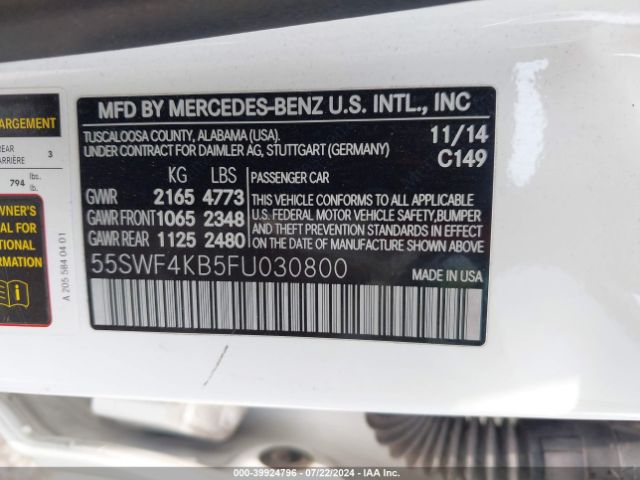 MFD BY MERCEDES-BENZ U.S. INTL., INC
TUSCALOOSA COUNTY, ALABAMA (USA). 11/14
UNDER CONTRACT FOR DAIMLER AG, STUTTGART (GERMANY) C149
KG LBS PASSENGER CAR
GVWR 2165 4773 THIS VEHICLE CONFORMS TO ALL APPLICABLE
GAWR FRONT 1065 2348 U.S. FEDERAL MOTOR VEHICLE SAFETY,BUMPER
GAWR REAR 1125 2480 AND THEFT PREVENTION STANDARDS IN EFFECT
ON THE DATE OF MANUFACTURE SHOWN ABOVE.
55SWF4KB5FU030800 MADE IN USA
ARGEMENT
REAR
ARRIÈRE 3
794 lbs.
lb.
WNER'S
AL FOR
TIONAL
MATION
A 205 584 04 01
000-39924796 - 07/22/2024 - IAA Inc.